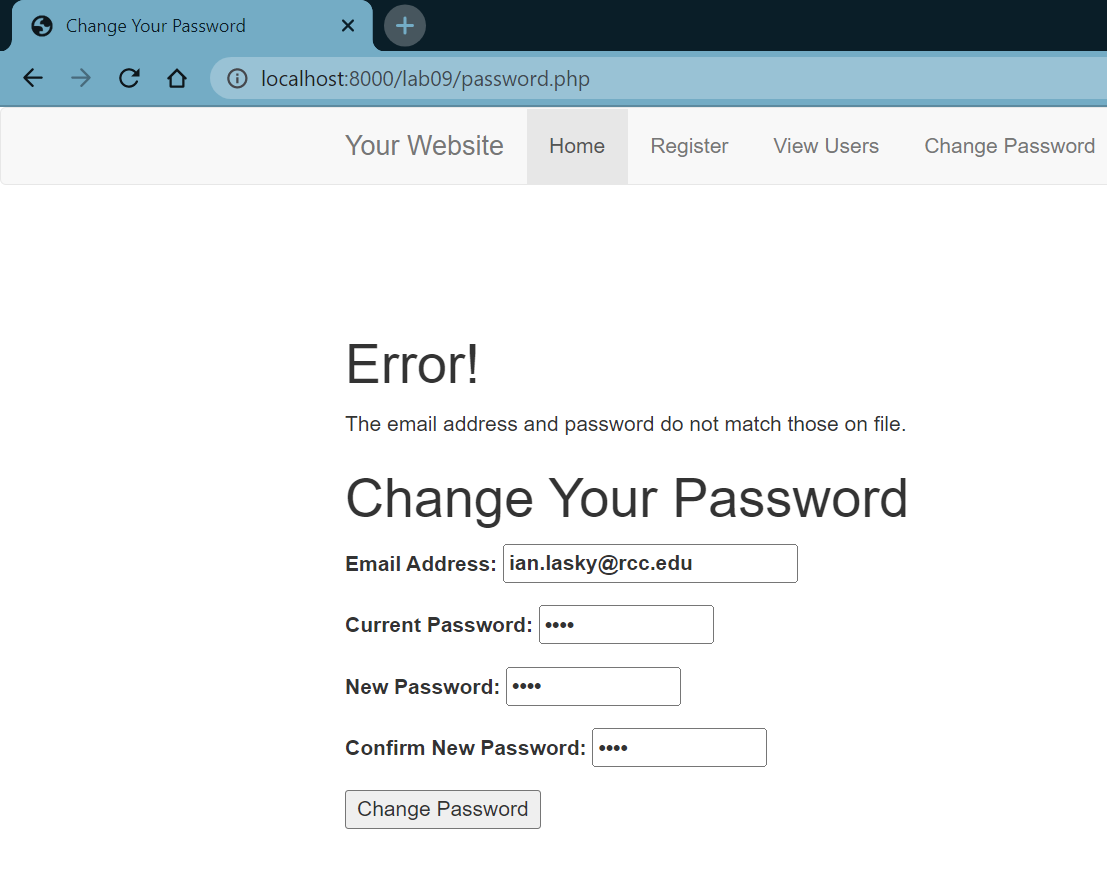 Change Your Password
localhost:8000/lab09/password.php
Your Website Home Register View Users Change Password
Error!
The email address and password do not match those on file.
Change Your Password
Email Address: ian.lasky@rcc.edu
Current Password: ••••
New Password: ••••
Confirm New Password: ••••
Change Password